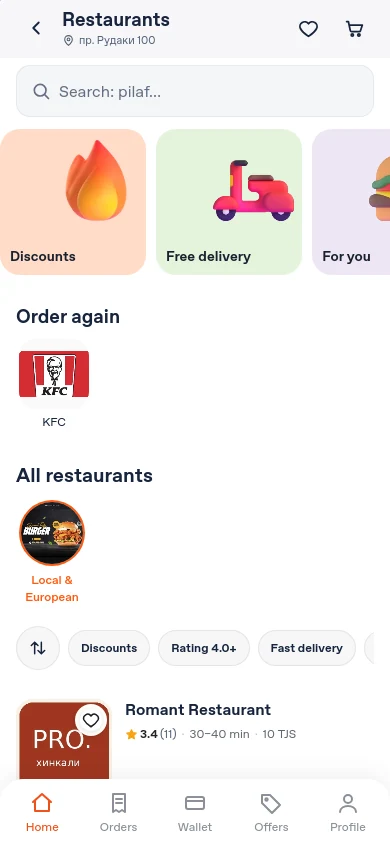 Restaurants
пр. Рудаки 100
Search: pilaf...
Discounts
Free delivery
For you
Order again
KFC
KFC
All restaurants
BURGER
Local &
European
Discounts
Rating 4.0+
Fast delivery
Romant Restaurant
3.4 (11) · 30–40 min · 10 TJS
PRO.
хинкали
Home
Orders
Wallet
Offers
Profile